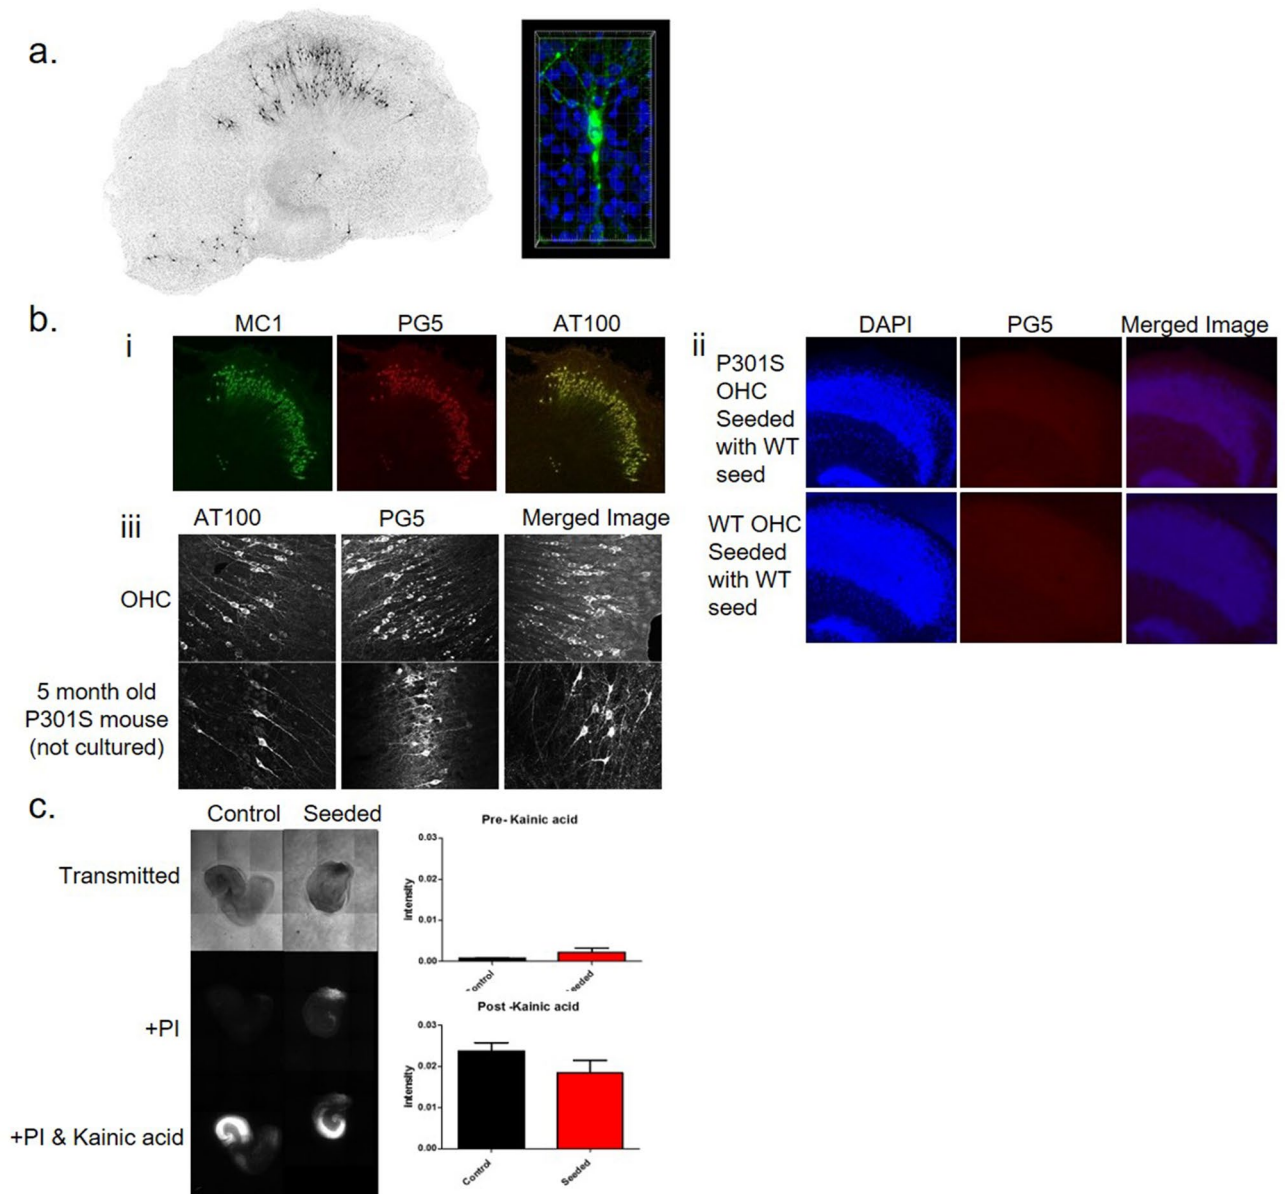 a.
b.
i
MC1
PG5
AT100
ii
DAPI
PG5
Merged Image
P301S
OHC
Seeded
with WT
seed
WT OHC
Seeded
with WT
seed
iii
AT100
PG5
Merged Image
OHC
5 month old
P301S mouse
(not cultured)
c.
Control
Seeded
Transmitted
+PI
+PI & Kainic acid
Pre- Kainic acid
intensity
0.03
0.02
0.01
0.00
Post -Kainic acid
Intensity
0.03
0.02
0.01
0.00
Control
Seeded